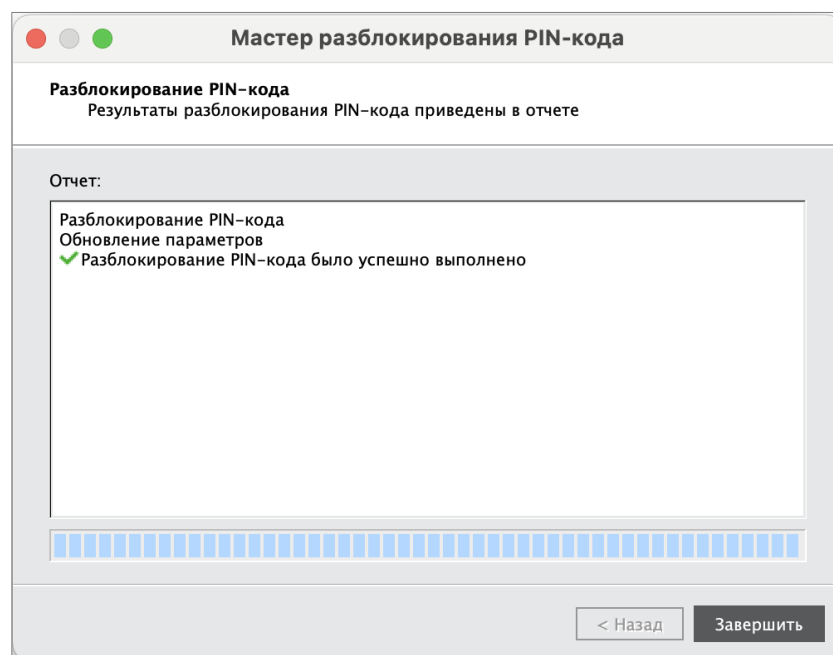 Мастер разблокирования PIN-кода
Разблокирование PIN-кода
Результаты разблокирования PIN-кода приведены в отчете
Отчет:
Разблокирование PIN-кода
Обновление параметров
Разблокирование PIN-кода было успешно выполнено
< Назад
Завершить